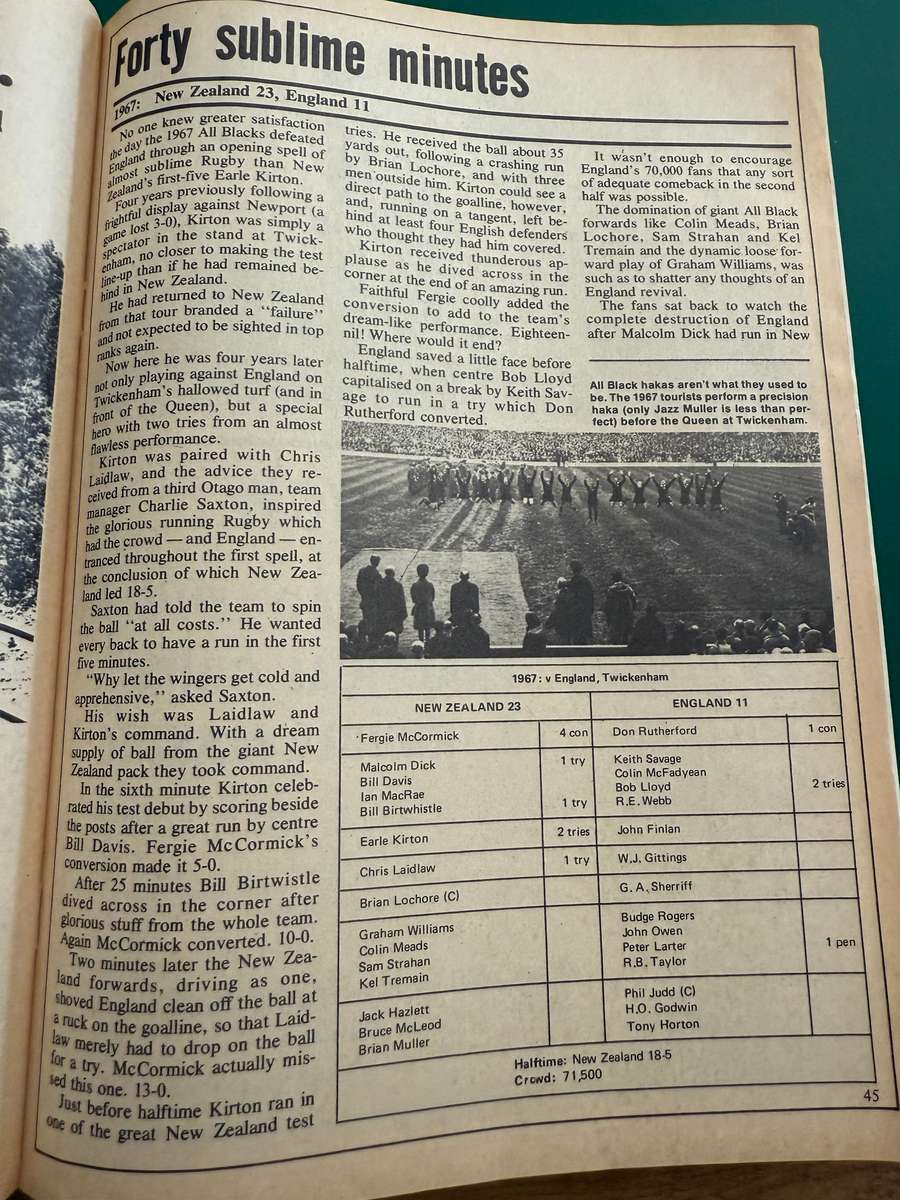 Forty sublime minutes
1967: New Zealand 23, England 11
No one knew greater satisfaction
the day the 1967 All Blacks defeated
England through an opening spell of
almost sublime Rugby than New
Zealand's first-five Earle Kirton.
Four years previously following a
frightful display against Newport (a
game lost 3-0), Kirton was simply a
spectator in the stand at Twick-
enham, no closer to making the test
line-up than if he had remained be-
hind in New Zealand.
He had returned to New Zealand
from that tour branded a "failure"
and not expected to be sighted in top
ranks again.
Now here he was four years later
not only playing against England on
Twickenham's hallowed turf (and in
front of the Queen), but a special
hero with two tries from an almost
flawless performance.
Kirton was paired with Chris
Laidlaw, and the advice they re-
ceived from a third Otago man, team
manager Charlie Saxton, inspired
the glorious running Rugby which
had the crowd — and England — en-
tranced throughout the first spell, at
the conclusion of which New Zea-
land led 18-5.
Saxton had told the team to spin
the ball "at all costs." He wanted
every back to have a run in the first
five minutes.
"Why let the wingers get cold and
apprehensive," asked Saxton.
His wish was Laidlaw and
Kirton's command. With a dream
supply of ball from the giant New
Zealand pack they took command.
In the sixth minute Kirton celeb-
rated his test debut by scoring beside
the posts after a great run by centre
Bill Davis. Fergie McCormick's
conversion made it 5-0.
After 25 minutes Bill Birtwistle
dived across in the corner after
glorious stuff from the whole team.
Again McCormick converted. 10-0.
Two minutes later the New Zea-
land forwards, driving as one,
shoved England clean off the ball at
a ruck on the goalline, so that Laid-
law merely had to drop on the ball
for a try. McCormick actually mis-
sed this one. 13-0.
Just before halftime Kirton ran in
one of the great New Zealand test
tries. He received the ball about 35
yards out, following a crashing run
by Brian Lochore, and with three
men outside him. Kirton could see a
direct path to the goalline, however,
and, running on a tangent, left be-
hind at least four English defenders
who thought they had him covered.
Kirton received thunderous ap-
plause as he dived across in the
corner at the end of an amazing run.
Faithful Fergie coolly added the
conversion to add to the team's
dream-like performance. Eighteen-
nil! Where would it end?
England saved a little face before
halftime, when centre Bob Lloyd
capitalised on a break by Keith Sav-
age to run in a try which Don
Rutherford converted.
It wasn't enough to encourage
England's 70,000 fans that any sort
of adequate comeback in the second
half was possible.
The domination of giant All Black
forwards like Colin Meads, Brian
Lochore, Sam Strahan and Kel
Tremain and the dynamic loose for-
ward play of Graham Williams, was
such as to shatter any thoughts of an
England revival.
The fans sat back to watch the
complete destruction of England
after Malcolm Dick had run in New
All Black hakas aren't what they used to
be. The 1967 tourists perform a precision
haka (only Jazz Muller is less than per-
fect) before the Queen at Twickenham.
1967: v England, Twickenham
NEW ZEALAND 23 ENGLAND 11
Fergie McCormick 4 con Don Rutherford 1 con
Malcolm Dick 1 try Keith Savage
Bill Davis Colin McFadyean
Ian MacRae Bob Lloyd 2 tries
Bill Birtwhistle 1 try R.E. Webb
Earle Kirton 2 tries John Finlan
Chris Laidlaw 1 try W.J. Gittings
Brian Lochore (C) G.A. Sherriff
Graham Williams Budge Rogers
Colin Meads John Owen
Sam Strahan Peter Larter 1 pen
Kel Tremain R.B. Taylor
Jack Hazlett Phil Judd (C)
Bruce McLeod H.O. Godwin
Brian Muller Tony Horton
Halftime: New Zealand 18-5
Crowd: 71,500
45